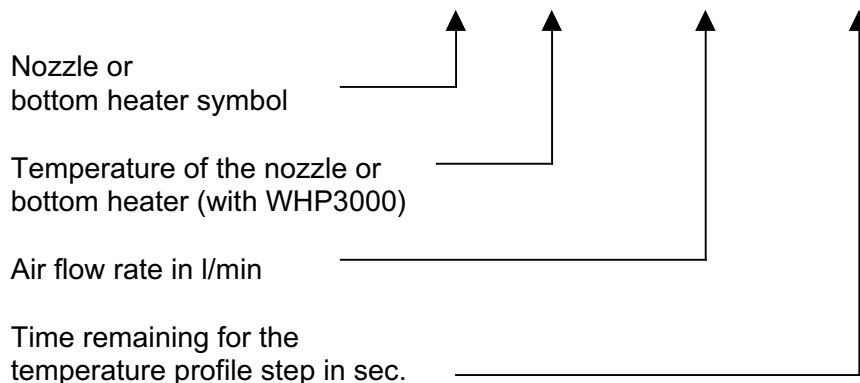 Nozzle or
bottom heater symbol
Temperature of the nozzle or
bottom heater (with WHP3000)
Air flow rate in l/min
Time remaining for the
temperature profile step in sec.